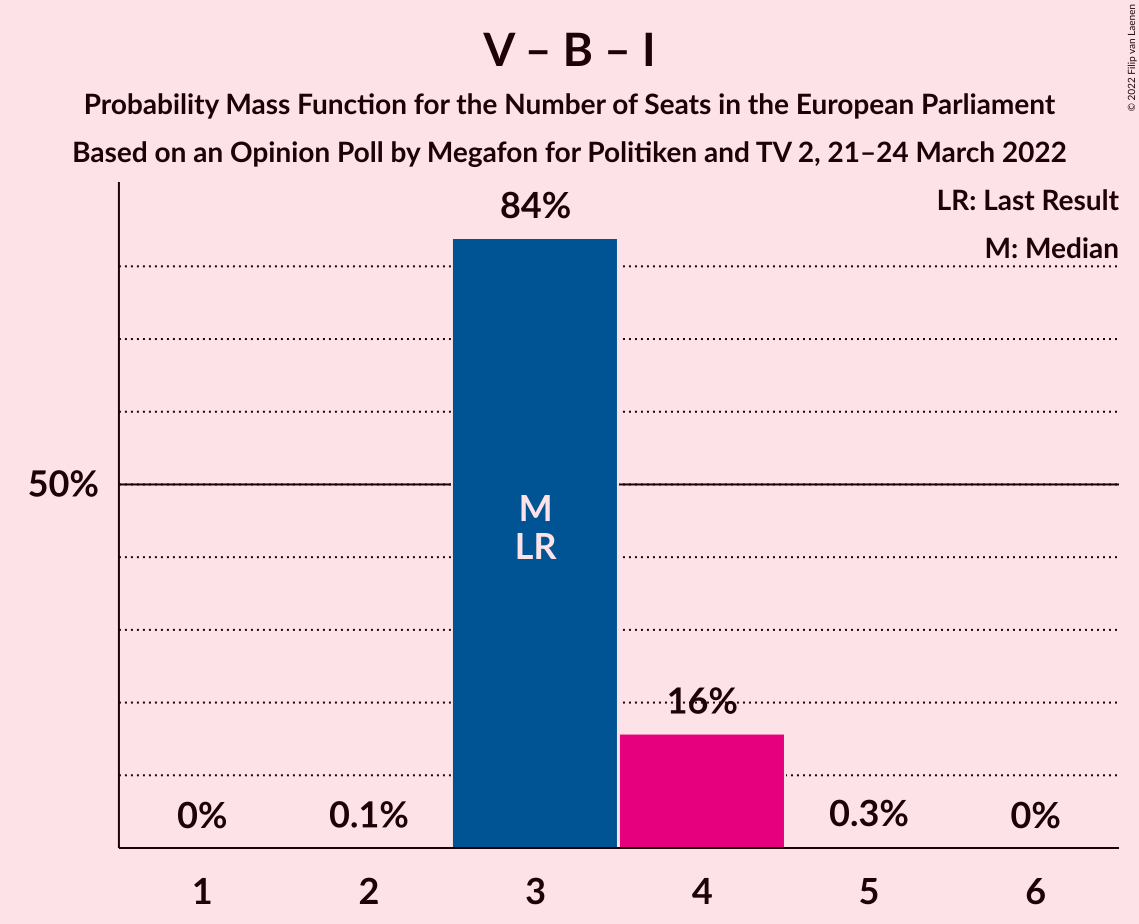 V – B – I
Probability Mass Function for the Number of Seats in the European Parliament
Based on an Opinion Poll by Megafon for Politiken and TV 2, 21–24 March 2022
© 2022 Filip van Laenen
LR: Last Result
M: Median
84%
50%
M
LR
16%
0%
0.1%
0.3%
0%
1
2
3
4
5
6